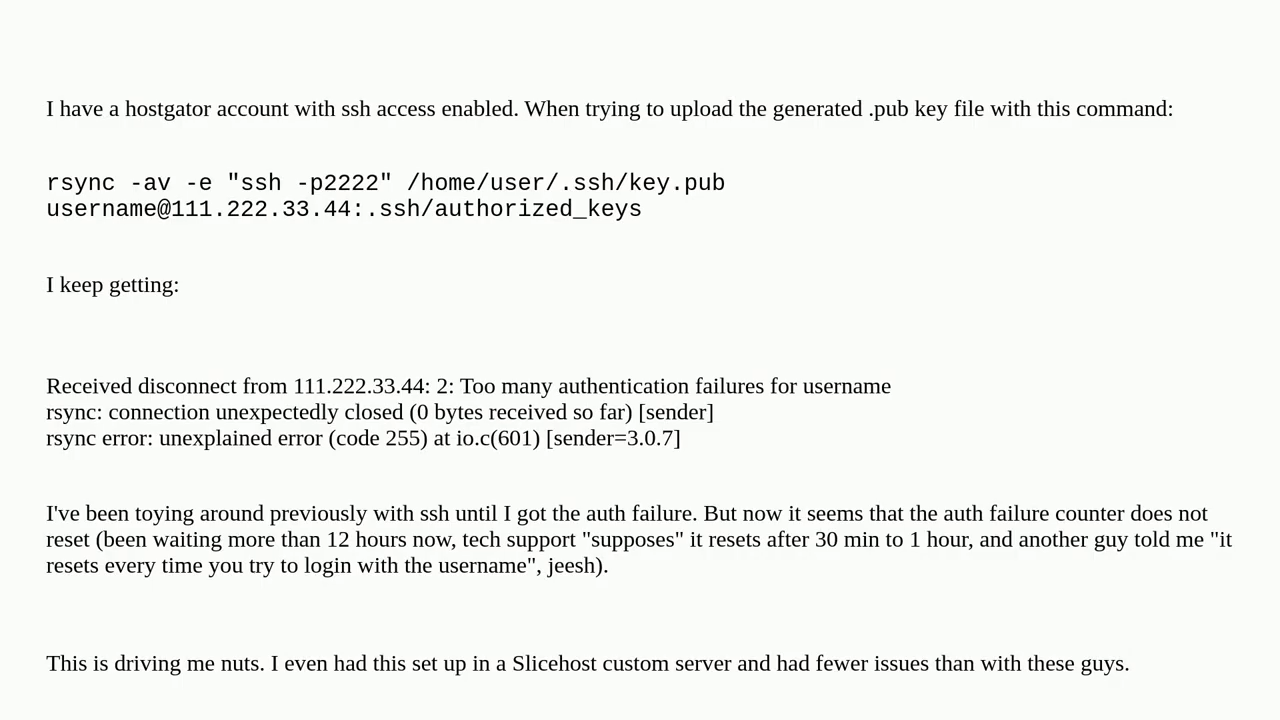 I have a hostgator account with ssh access enabled. When trying to upload the generated .pub key file with this command:
rsync -av -e "ssh -p2222" /home/user/.ssh/key.pub
username@111.222.33.44:.ssh/authorized_keys
I keep getting:
Received disconnect from 111.222.33.44: 2: Too many authentication failures for username
rsync: connection unexpectedly closed (0 bytes received so far) [sender]
rsync error: unexplained error (code 255) at io.c(601) [sender=3.0.7]
I've been toying around previously with ssh until I got the auth failure. But now it seems that the auth failure counter does not
reset (been waiting more than 12 hours now, tech support "supposes" it resets after 30 min to 1 hour, and another guy told me "it
resets every time you try to login with the username", jeesh).
This is driving me nuts. I even had this set up in a Slicehost custom server and had fewer issues than with these guys.